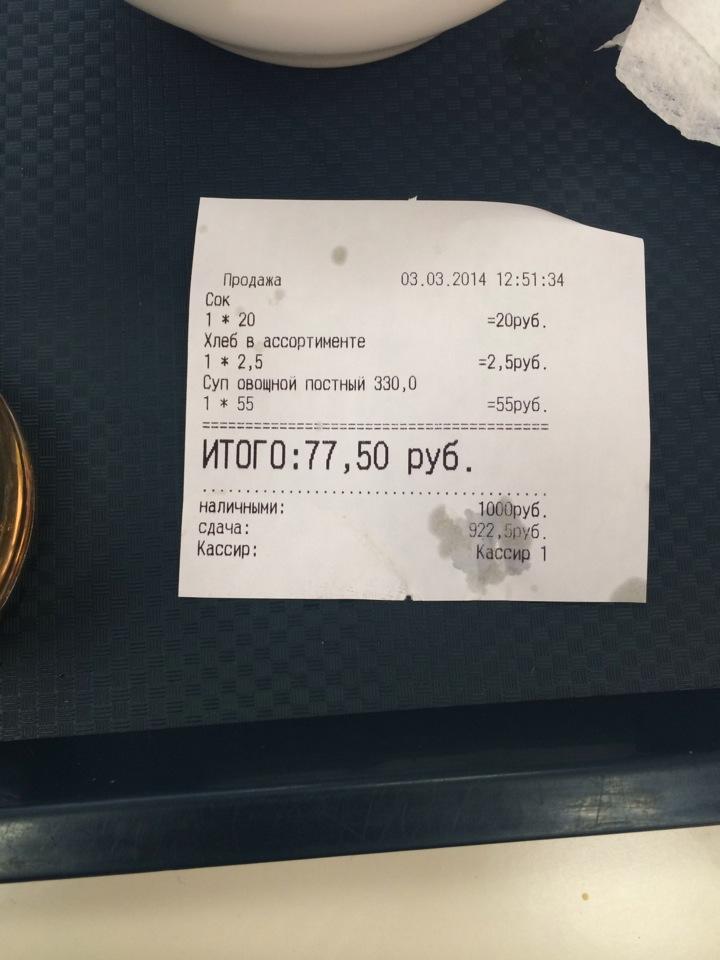 Продажа 03.03.2014 12:51:34
Сок
1 * 20 =20руб.
Хлеб в ассортименте
1 * 2,5 =2,5руб.
Суп овощной постный 330,0
1 * 55 =55руб.
ИТОГО:77,50 руб.
наличными: 1000руб.
сдача: 922,5руб.
Кассир: Кассир 1